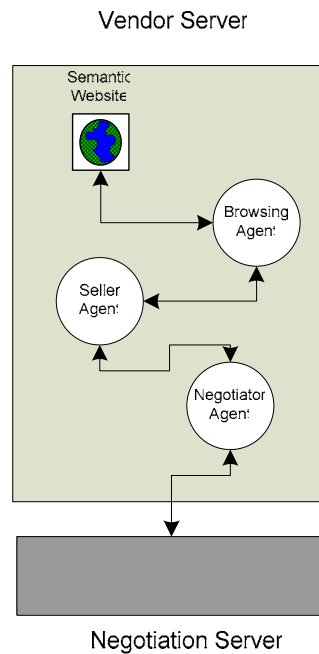 Vendor Server
Semantic
Website
Browsing
Agent
Seller
Agent
Negotiator
Agent
Negotiation Server